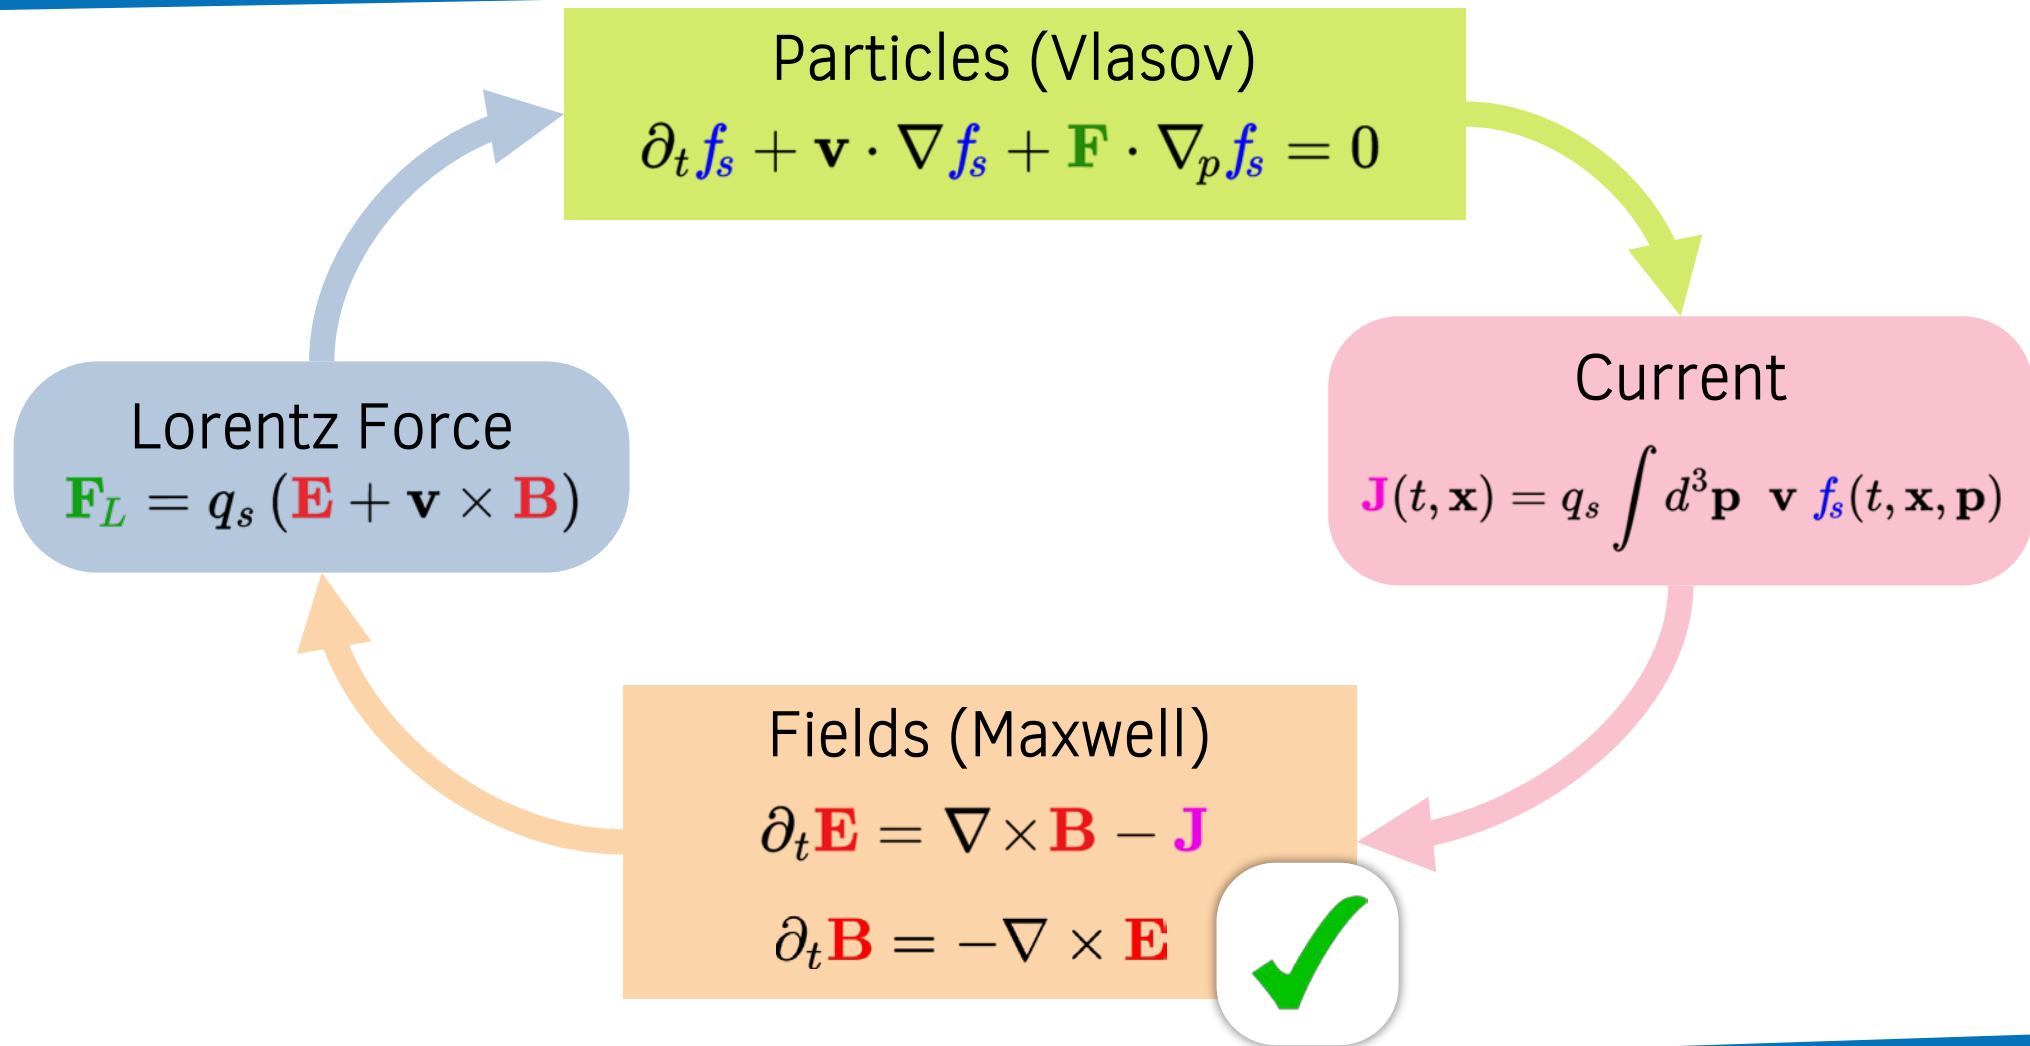 Particles (Vlasov)
∂ₜfₛ + v · ∇fₛ + F · ∇ₚfₛ = 0
Current
J(t, x) = qₛ ∫ d³p v fₛ(t, x, p)
Lorentz Force
F_L = qₛ (E + v × B)
Fields (Maxwell)
∂ₜE = ∇ × B − J
∂ₜB = −∇ × E